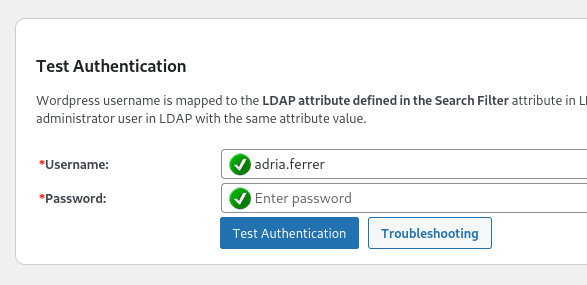 Test Authentication
Wordpress username is mapped to the LDAP attribute defined in the Search Filter attribute in
administrator user in LDAP with the same attribute value.
*Username:
adria.ferrer
*Password:
Enter password
Test Authentication
Troubleshooting